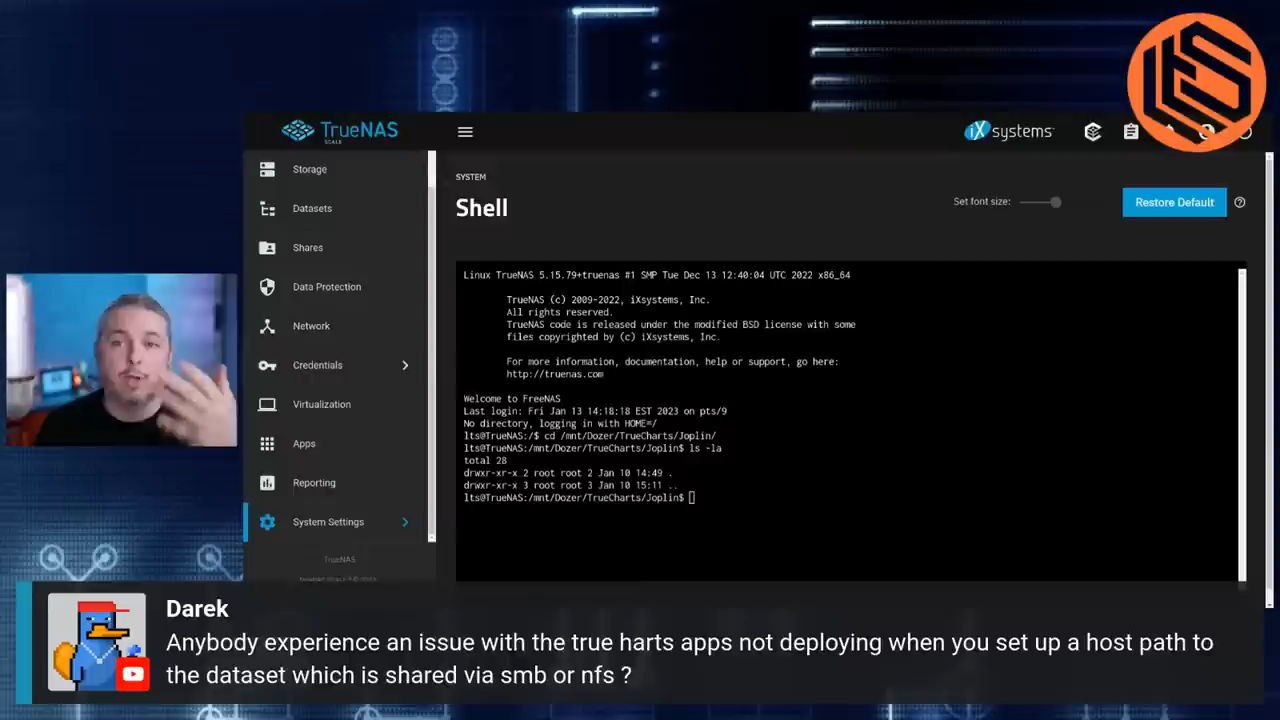 TrueNAS
SCALE
iXsystems
Storage
Datasets
Shares
Data Protection
Network
Credentials
Virtualization
Apps
Reporting
System Settings
TrueNAS
SYSTEM
Shell
Set font size:
Restore Default
Linux TrueNAS 5.15.79+truenas #1 SMP Tue Dec 13 12:40:04 UTC 2022 x86_64
TrueNAS (c) 2009-2022, iXsystems, Inc.
All rights reserved.
TrueNAS code is released under the modified BSD license with some
files copyrighted by (c) iXsystems, Inc.
For more information, documentation, help or support, go here:
http://truenas.com
Welcome to FreeNAS
Last login: Fri Jan 13 14:18:18 EST 2023 on pts/9
No directory, logging in with HOME=/
lts@TrueNAS:/$ cd /mnt/Dozer/TrueCharts/Joplin/
lts@TrueNAS:/mnt/Dozer/TrueCharts/Joplin$ ls -la
total 28
drwxr-xr-x 2 root root 2 Jan 10 14:49 .
drwxr-xr-x 3 root root 3 Jan 10 15:11 ..
lts@TrueNAS:/mnt/Dozer/TrueCharts/Joplin$
Darek
Anybody experience an issue with the true harts apps not deploying when you set up a host path to
the dataset which is shared via smb or nfs ?